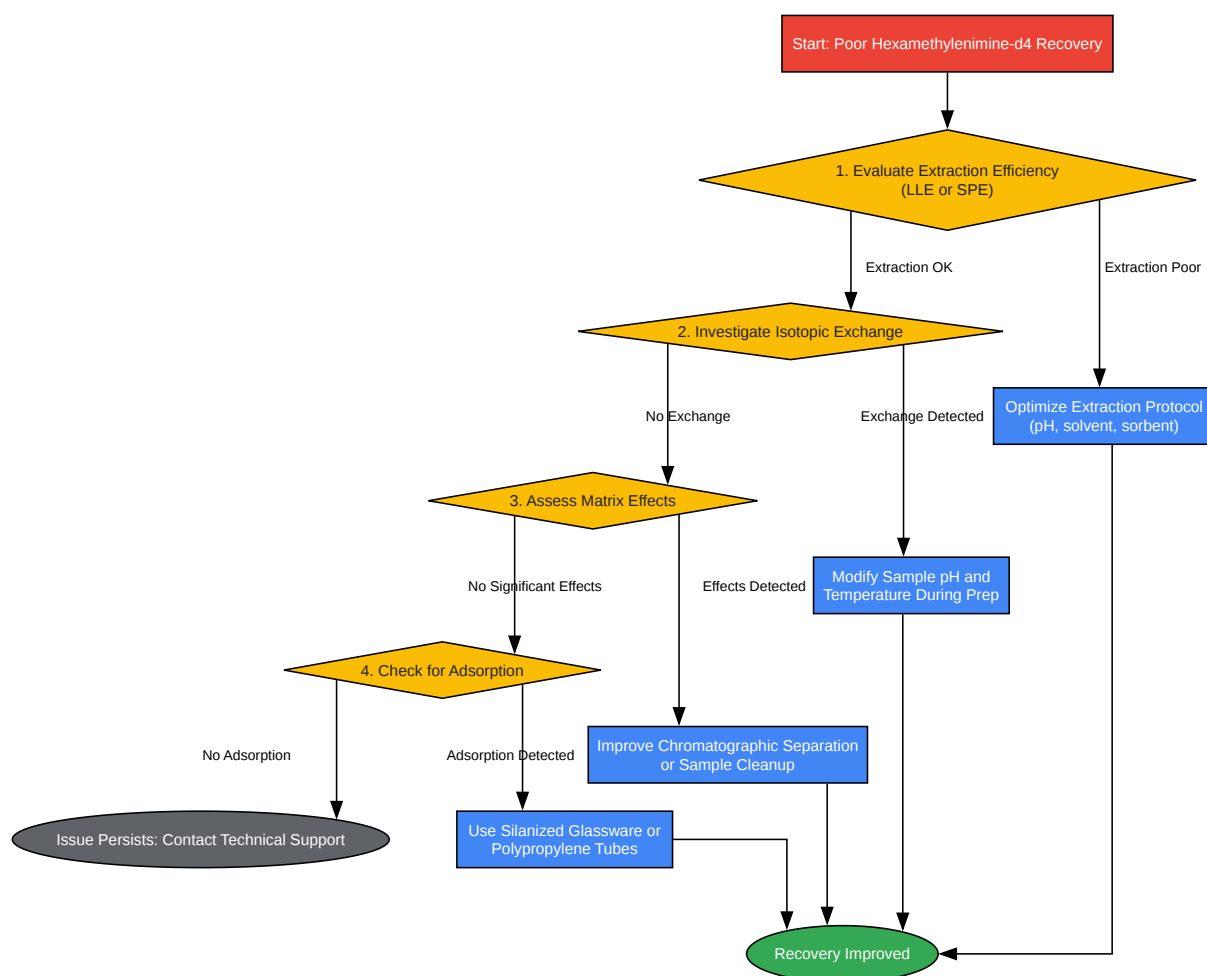 Start: Poor Hexamethylenimine-d4 Recovery
1. Evaluate Extraction Efficiency
(LLE or SPE)
Extraction OK
Extraction Poor
2. Investigate Isotopic Exchange
No Exchange
Exchange Detected
Optimize Extraction Protocol
(pH, solvent, sorbent)
3. Assess Matrix Effects
No Significant Effects
Effects Detected
Modify Sample pH and
Temperature During Prep
4. Check for Adsorption
No Adsorption
Adsorption Detected
Improve Chromatographic Separation
or Sample Cleanup
Issue Persists: Contact Technical Support
Use Silanized Glassware or
Polypropylene Tubes
Recovery Improved